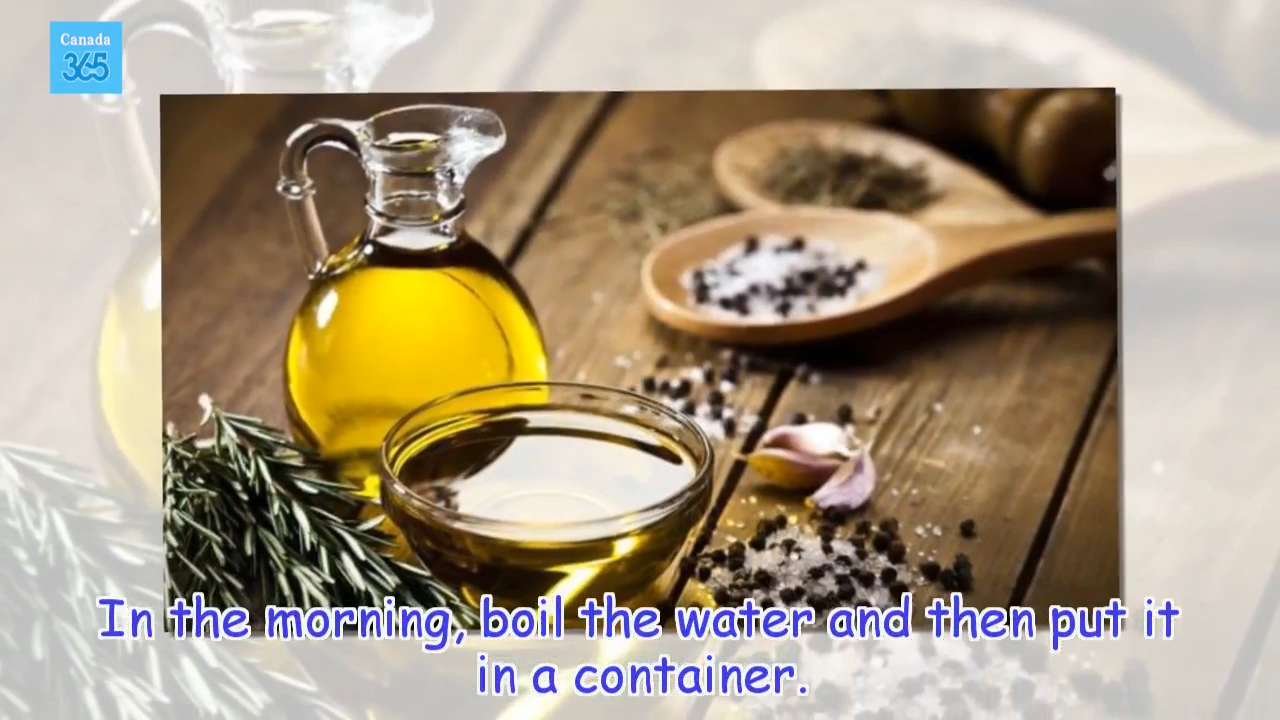 Canada
365
In the morning, boil the water and then put it
in a container.